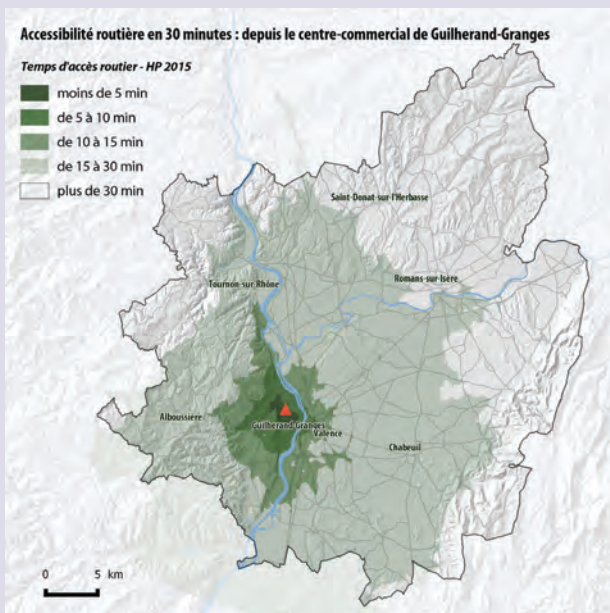 Accessibilité routière en 30 minutes : depuis le centre-commercial de Guilherand-Granges
Temps d'accès routier - HP 2015
moins de 5 min
de 5 à 10 min
de 10 à 15 min
de 15 à 30 min
plus de 30 min
Saint-Donat-sur-l'Herbasse
Romans-sur-Isère
Tournon-sur-Rhône
Alboussière
Guilherand-Granges
Valence
Chabeuil
0 5 km